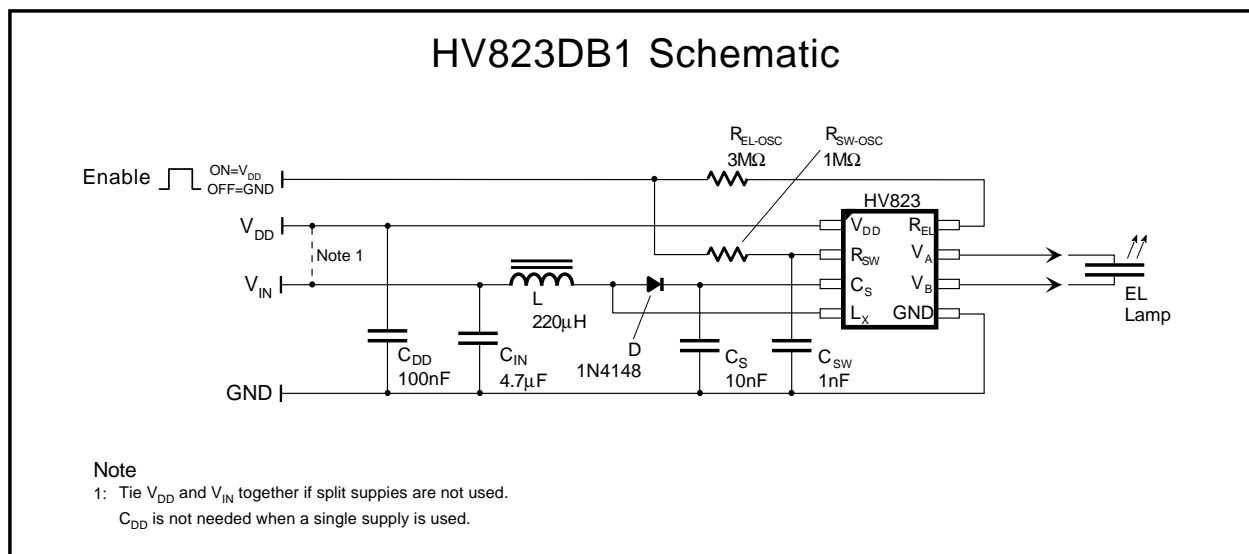 HV823DB1 Schematic
R_EL-OSC
3MΩ
R_SW-OSC
1MΩ
Enable
ON=V_DD
OFF=GND
HV823
V_DD
V_DD
R_EL
Note 1
R_SW
V_A
V_IN
C_S
V_B
L
220µH
L_X
GND
EL
Lamp
D
1N4148
C_DD
100nF
C_IN
4.7µF
C_S
10nF
C_SW
1nF
GND
Note
1: Tie V_DD and V_IN together if split suppies are not used.
C_DD is not needed when a single supply is used.